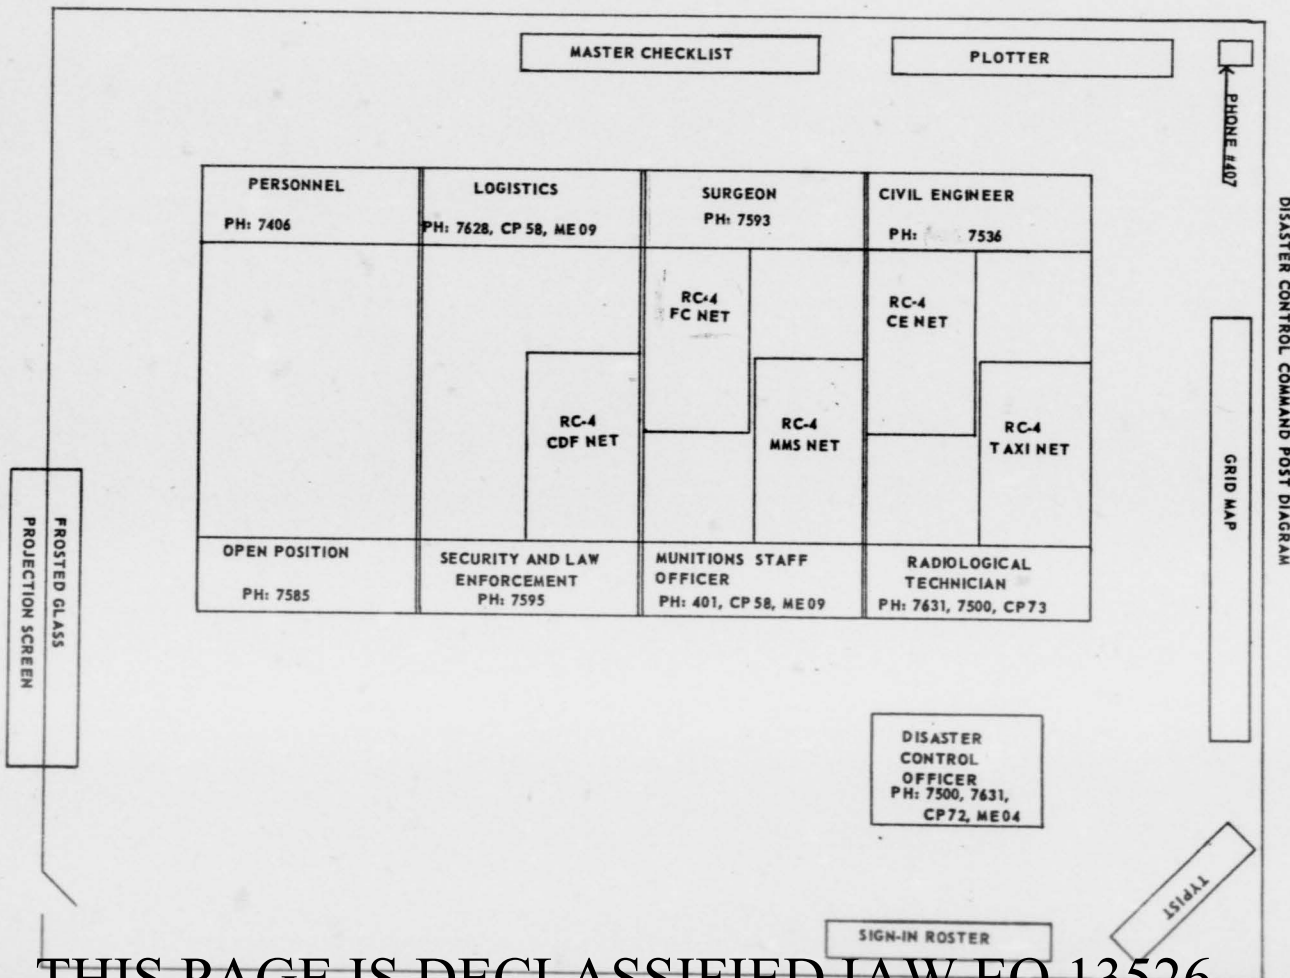 MASTER CHECKLIST
PLOTTER
PHONE #407
DISASTER CONTROL COMMAND POST DIAGRAM
PERSONNEL
PH: 7406
LOGISTICS
PH: 7628, CP 58, ME 09
SURGEON
PH: 7593
CIVIL ENGINEER
PH: 7536
RC-4
FC NET
RC-4
CE NET
RC-4
CDF NET
RC-4
MMS NET
RC-4
TAXI NET
GRID MAP
FROSTED GLASS
PROJECTION SCREEN
OPEN POSITION
PH: 7585
SECURITY AND LAW
ENFORCEMENT
PH: 7595
MUNITIONS STAFF
OFFICER
PH: 401, CP 58, ME 09
RADIOLOGICAL
TECHNICIAN
PH: 7631, 7500, CP73
DISASTER
CONTROL
OFFICER
PH: 7500, 7631,
CP72, ME 04
TYPIST
SIGN-IN ROSTER
THIS PAGE IS DECLASSIFIED IAW EO 13526